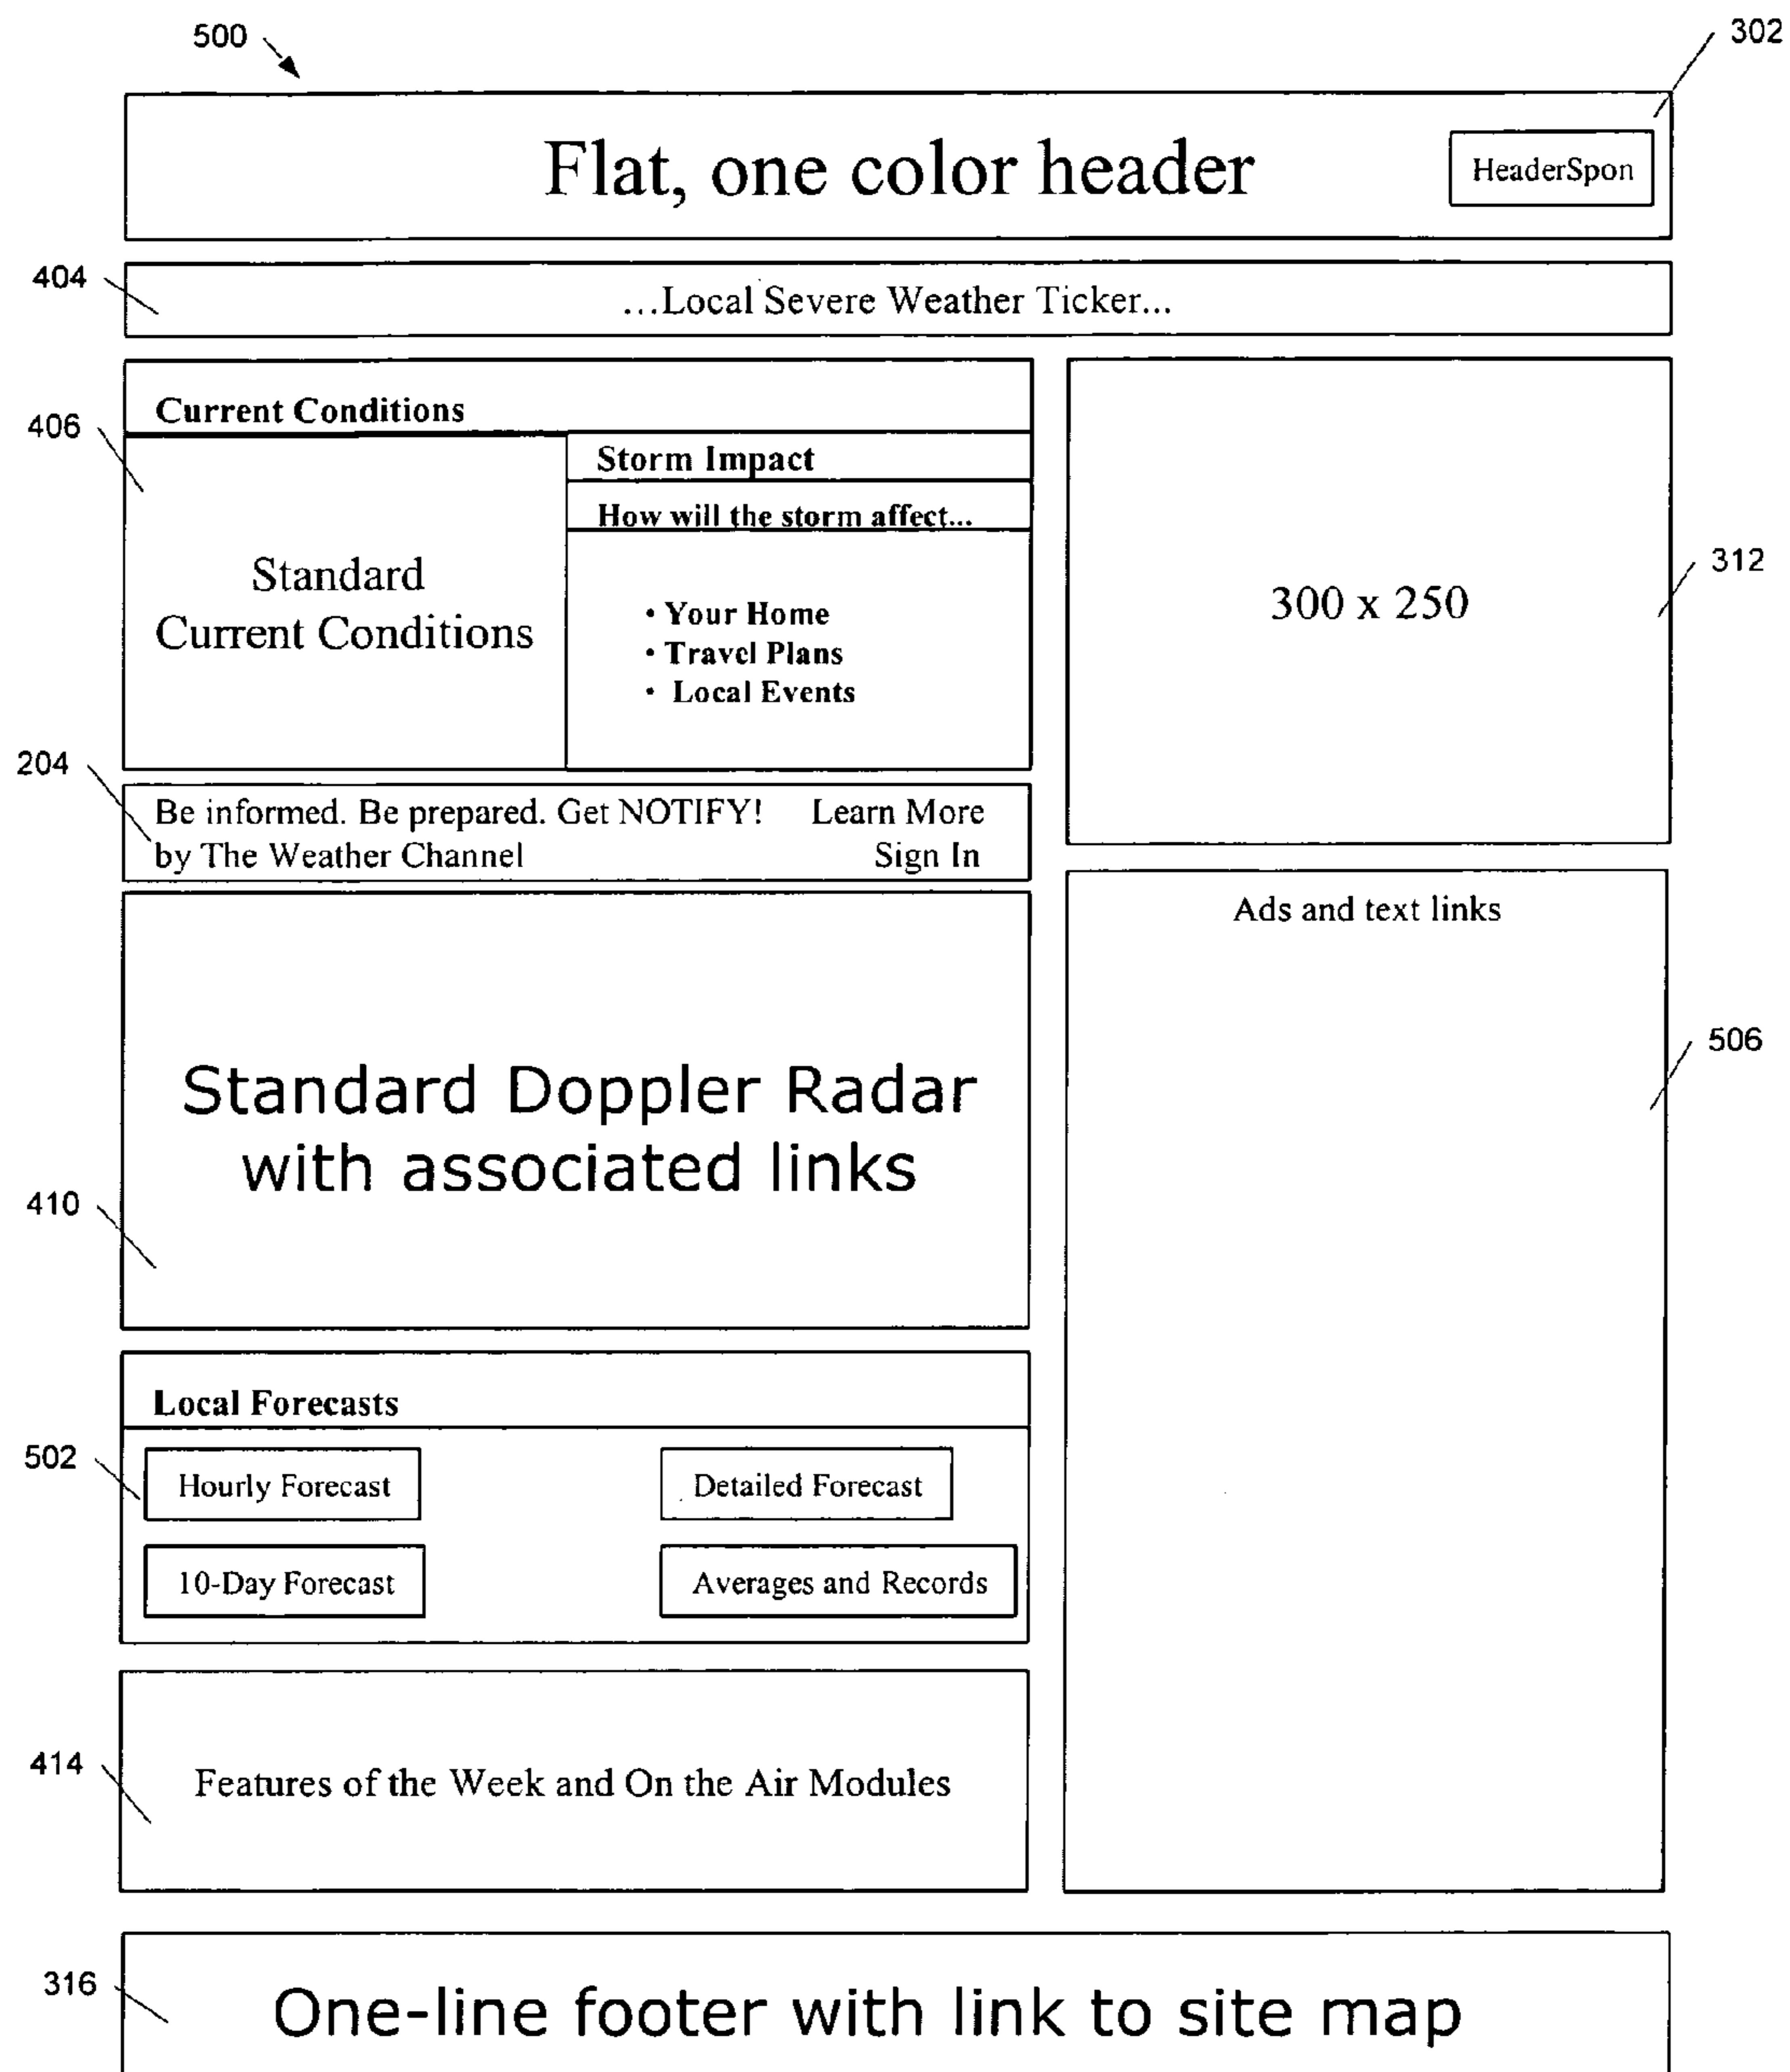 500
302
Flat, one color header
HeaderSpon
404
...Local Severe Weather Ticker...
Current Conditions
406
Storm Impact
How will the storm affect...
Standard
Current Conditions
• Your Home
• Travel Plans
• Local Events
300 x 250
312
204
Be informed. Be prepared. Get NOTIFY! Learn More
by The Weather Channel Sign In
Ads and text links
506
Standard Doppler Radar
with associated links
410
Local Forecasts
502
Hourly Forecast
Detailed Forecast
10-Day Forecast
Averages and Records
414
Features of the Week and On the Air Modules
316
One-line footer with link to site map